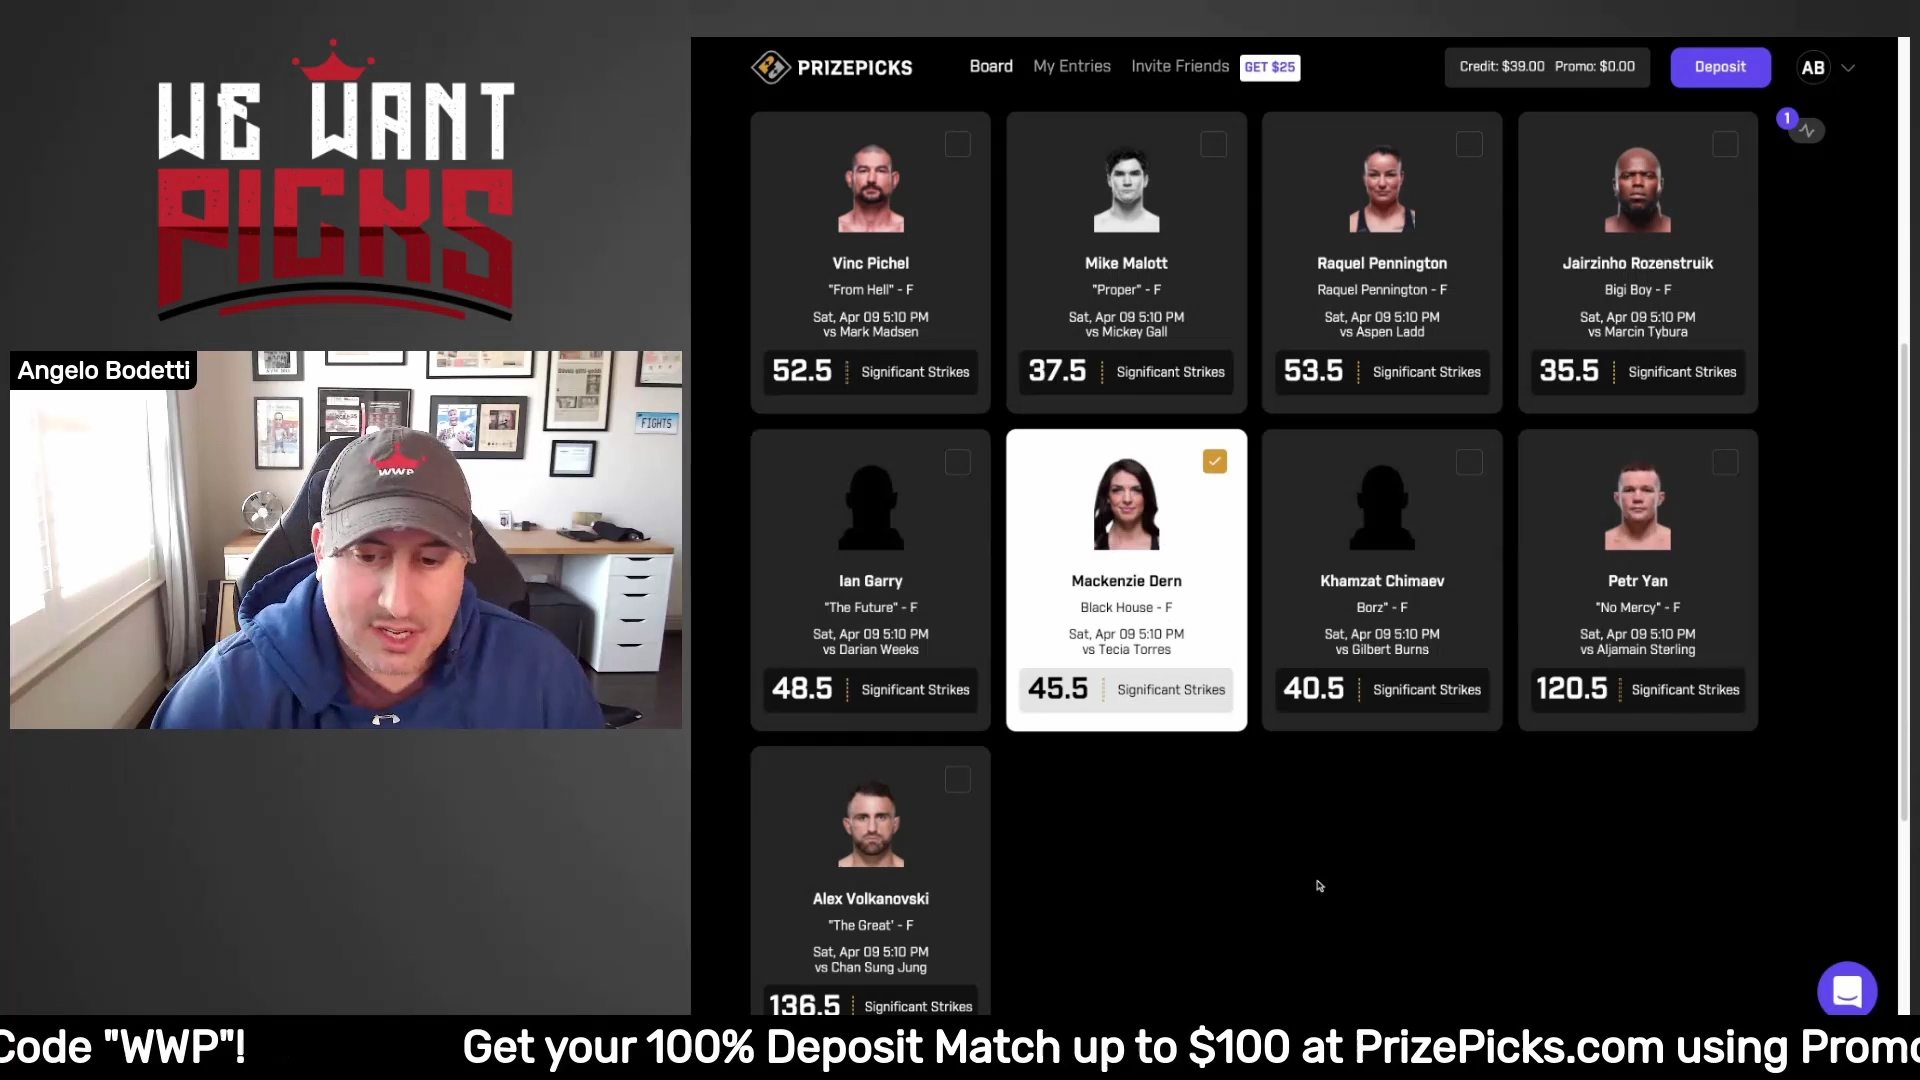 WE WANT
PICKS
Angelo Bodetti
FIGHTS
WWP
PRIZEPICKS
Board
My Entries
Invite Friends
GET $25
Credit: $39.00 Promo: $0.00
Deposit
AB
1
Vinc Pichel
"From Hell" - F
Sat, Apr 09 5:10 PM
vs Mark Madsen
52.5 Significant Strikes
Mike Malott
"Proper" - F
Sat, Apr 09 5:10 PM
vs Mickey Gall
37.5 Significant Strikes
Raquel Pennington
Raquel Pennington - F
Sat, Apr 09 5:10 PM
vs Aspen Ladd
53.5 Significant Strikes
Jairzinho Rozenstruik
Bigi Boy - F
Sat, Apr 09 5:10 PM
vs Marcin Tybura
35.5 Significant Strikes
Ian Garry
"The Future" - F
Sat, Apr 09 5:10 PM
vs Darian Weeks
48.5 Significant Strikes
Mackenzie Dern
Black House - F
Sat, Apr 09 5:10 PM
vs Tecia Torres
45.5 Significant Strikes
Khamzat Chimaev
Borz" - F
Sat, Apr 09 5:10 PM
vs Gilbert Burns
40.5 Significant Strikes
Petr Yan
"No Mercy" - F
Sat, Apr 09 5:10 PM
vs Aljamain Sterling
120.5 Significant Strikes
Alex Volkanovski
"The Great' - F
Sat, Apr 09 5:10 PM
vs Chan Sung Jung
136.5 Significant Strikes
Code "WWP"! Get your 100% Deposit Match up to $100 at PrizePicks.com using Promo